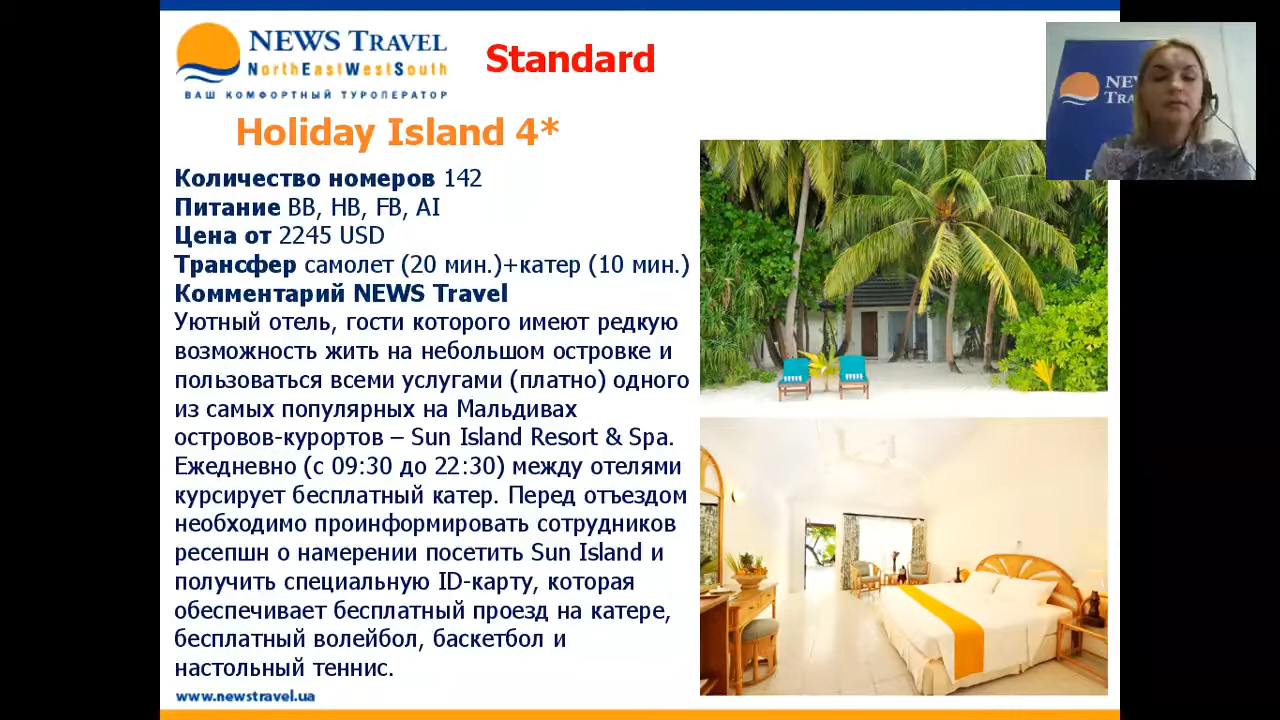 NEWS TRAVEL
NorthEastWestSouth
ВАШ КОМФОРТНЫЙ ТУРОПЕРАТОР
Standard
Holiday Island 4*
Количество номеров 142
Питание BB, HB, FB, AI
Цена от 2245 USD
Трансфер самолет (20 мин.)+катер (10 мин.)
Комментарий NEWS Travel
Уютный отель, гости которого имеют редкую
возможность жить на небольшом островке и
пользоваться всеми услугами (платно) одного
из самых популярных на Мальдивах
островов-курортов – Sun Island Resort & Spa.
Ежедневно (с 09:30 до 22:30) между отелями
курсирует бесплатный катер. Перед отъездом
необходимо проинформировать сотрудников
ресепшн о намерении посетить Sun Island и
получить специальную ID-карту, которая
обеспечивает бесплатный проезд на катере,
бесплатный волейбол, баскетбол и
настольный теннис.
www.newstravel.ua